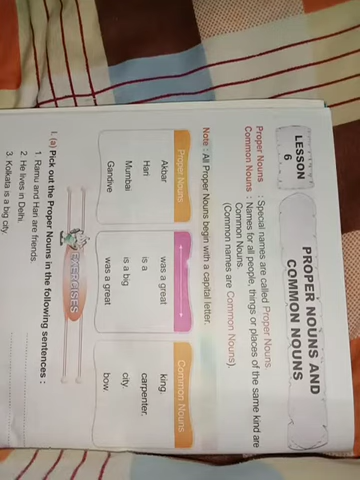 LESSON
6
PROPER NOUNS AND
COMMON NOUNS
Proper Nouns : Special names are called Proper Nouns
Common Nouns : Names for all people, things or places of the same kind are
Common Nouns.
(Common names are Common Nouns).
Note : All Proper Nouns begin with a capital letter.
Proper Nouns Common Nouns
Akbar was a great king.
Hari is a carpenter.
Mumbai is a big city.
Gandive was a great bow.
EXERCISES
I. (a) Pick out the Proper Nouns in the following sentences :
1. Ramu and Hari are friends.
2. He lives in Delhi.
3. Kolkata is a big city.